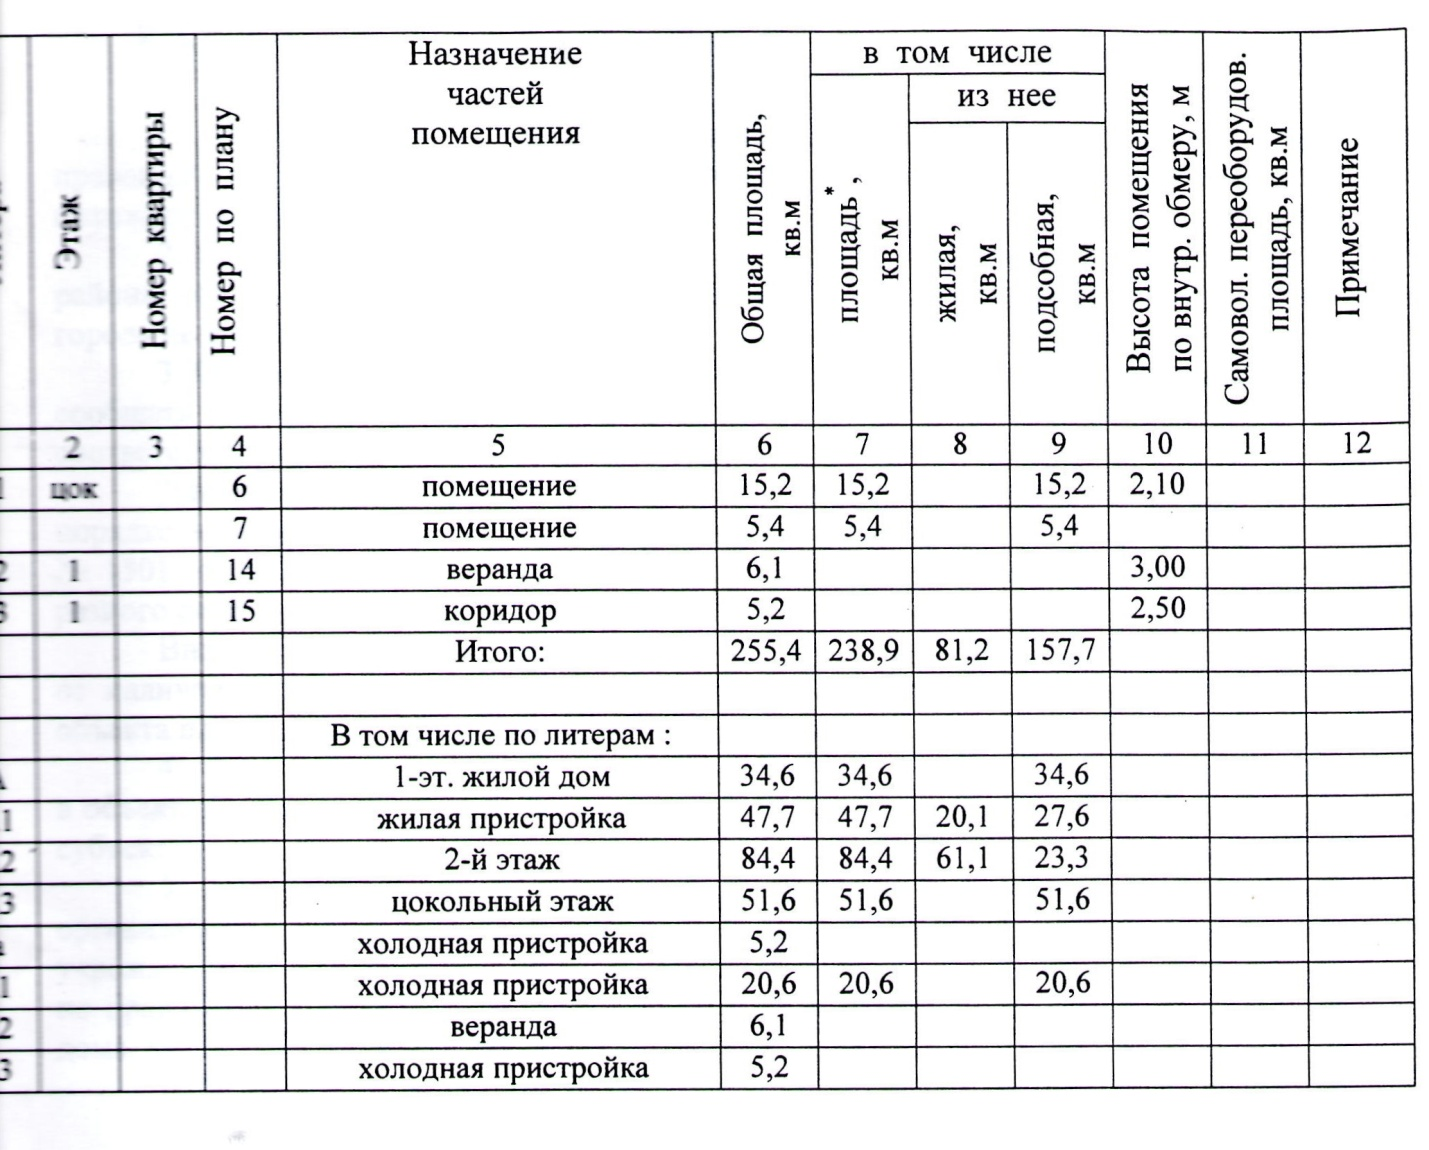 Этаж
Номер квартиры
Номер по плану
Назначение
частей
помещения
Общая площадь,
кв.м
в том числе
площадь*,
кв.м
из нее
жилая,
кв.м
подсобная,
кв.м
Высота помещения
по внутр. обмеру, м
Самовол. переоборудов.
площадь, кв.м
Примечание
2 3 4 5 6 7 8 9 10 11 12
1 цок 6 помещение 15,2 15,2 15,2 2,10
7 помещение 5,4 5,4 5,4
2 1 14 веранда 6,1 3,00
3 1 15 коридор 5,2 2,50
Итого: 255,4 238,9 81,2 157,7
В том числе по литерам :
1-эт. жилой дом 34,6 34,6 34,6
1 жилая пристройка 47,7 47,7 20,1 27,6
2 2-й этаж 84,4 84,4 61,1 23,3
3 цокольный этаж 51,6 51,6 51,6
холодная пристройка 5,2
1 холодная пристройка 20,6 20,6 20,6
2 веранда 6,1
3 холодная пристройка 5,2